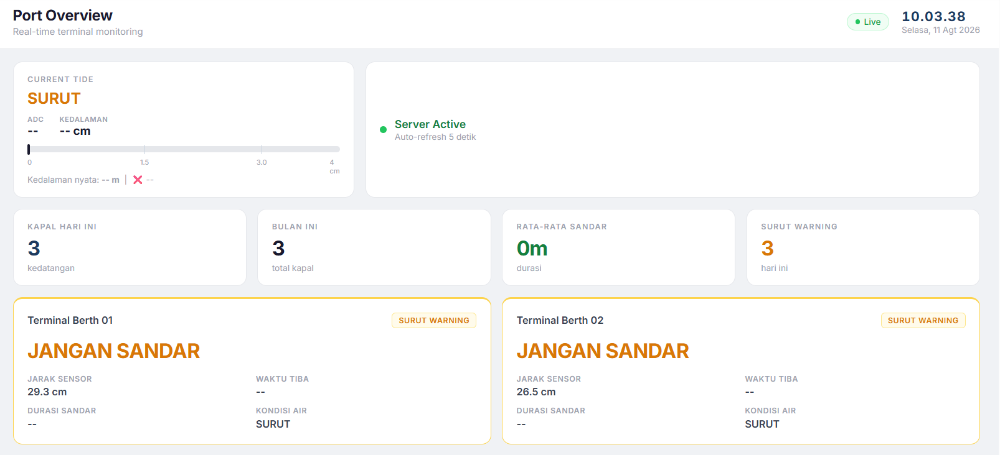 Port Overview
Real-time terminal monitoring
Live
10.03.38
Selasa, 11 Agt 2026
CURRENT TIDE
SURUT
ADC KEDALAMAN
-- -- cm
0 1.5 3.0 4 cm
Kedalaman nyata: -- m | ❌ --
Server Active
Auto-refresh 5 detik
KAPAL HARI INI
3
kedatangan
BULAN INI
3
total kapal
RATA-RATA SANDAR
0m
durasi
SURUT WARNING
3
hari ini
Terminal Berth 01 SURUT WARNING
JANGAN SANDAR
JARAK SENSOR WAKTU TIBA
29.3 cm --
DURASI SANDAR KONDISI AIR
-- SURUT
Terminal Berth 02 SURUT WARNING
JANGAN SANDAR
JARAK SENSOR WAKTU TIBA
26.5 cm --
DURASI SANDAR KONDISI AIR
-- SURUT